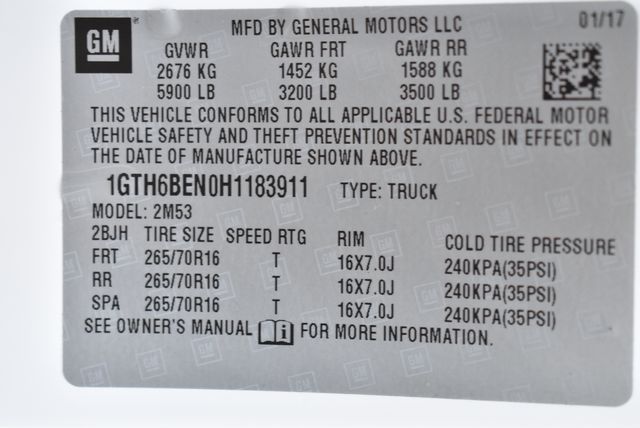 GM
MFD BY GENERAL MOTORS LLC 01/17
GVWR GAWR FRT GAWR RR
2676 KG 1452 KG 1588 KG
5900 LB 3200 LB 3500 LB
THIS VEHICLE CONFORMS TO ALL APPLICABLE U.S. FEDERAL MOTOR
VEHICLE SAFETY AND THEFT PREVENTION STANDARDS IN EFFECT ON
THE DATE OF MANUFACTURE SHOWN ABOVE.
1GTH6BEN0H1183911 TYPE: TRUCK
MODEL: 2M53
2BJH TIRE SIZE SPEED RTG RIM COLD TIRE PRESSURE
FRT 265/70R16 T 16X7.0J 240KPA(35PSI)
RR 265/70R16 T 16X7.0J 240KPA(35PSI)
SPA 265/70R16 T 16X7.0J 240KPA(35PSI)
SEE OWNER'S MANUAL i FOR MORE INFORMATION.